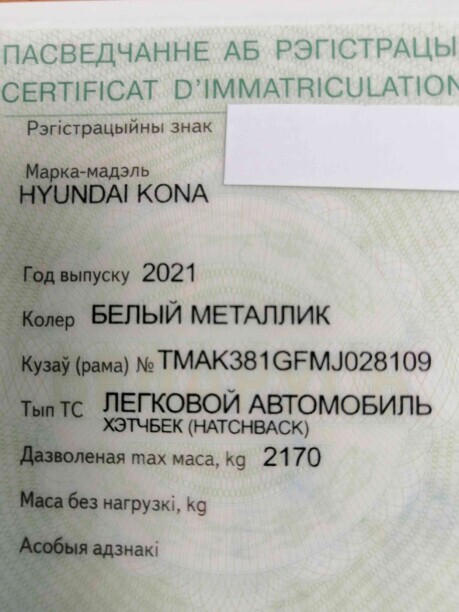 ПАСВЕДЧАННЕ АБ РЭГІСТРАЦЫ
CERTIFICAT D'IMMATRICULATION
Рэгістрацыйны знак
Марка-мадэль
HYUNDAI KONA
Год выпуску 2021
Колер БЕЛЫЙ МЕТАЛЛИК
Кузаў (рама) № TMAK381GFMJ028109
Тып ТС ЛЕГКОВОЙ АВТОМОБИЛЬ
ХЭТЧБЕК (HATCHBACK)
Дазволеная max маса, kg 2170
Маса без нагрузкі, kg
Асобыя адзнакі